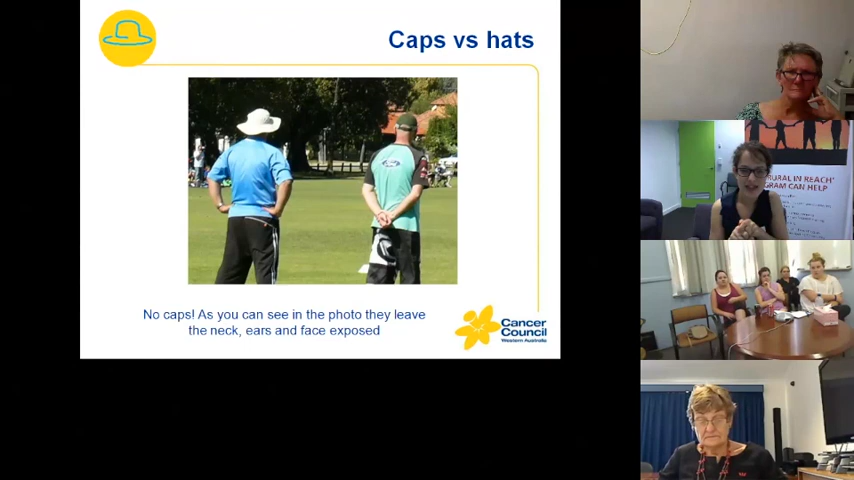 Caps vs hats
No caps! As you can see in the photo they leave
the neck, ears and face exposed
Cancer
Council
Western Australia
RURAL IN REACH'
GRAM CAN HELP